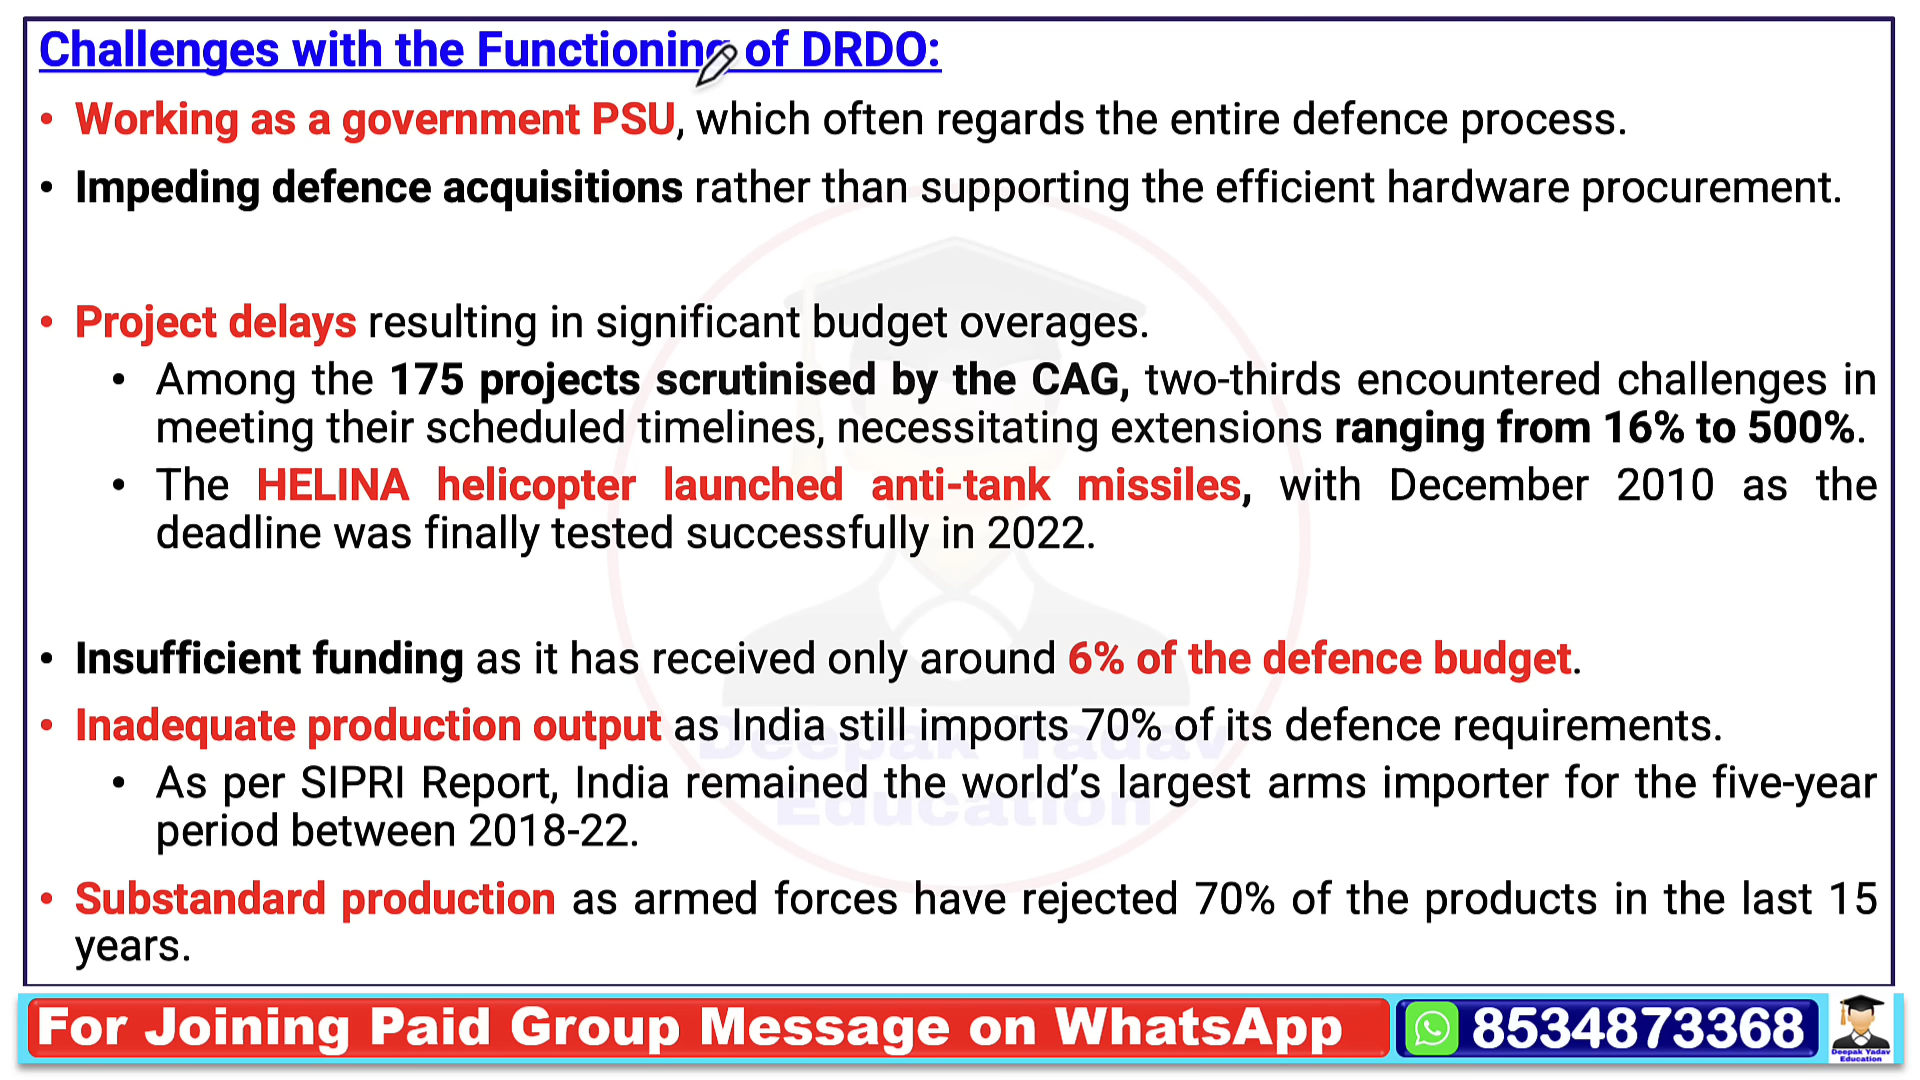 Challenges with the Functioning of DRDO:
• Working as a government PSU, which often regards the entire defence process.
• Impeding defence acquisitions rather than supporting the efficient hardware procurement.
• Project delays resulting in significant budget overages.
• Among the 175 projects scrutinised by the CAG, two-thirds encountered challenges in
meeting their scheduled timelines, necessitating extensions ranging from 16% to 500%.
• The HELINA helicopter launched anti-tank missiles, with December 2010 as the
deadline was finally tested successfully in 2022.
• Insufficient funding as it has received only around 6% of the defence budget.
• Inadequate production output as India still imports 70% of its defence requirements.
• As per SIPRI Report, India remained the world's largest arms importer for the five-year
period between 2018-22.
• Substandard production as armed forces have rejected 70% of the products in the last 15
years.
Deepak Yadav
Education
For Joining Paid Group Message on WhatsApp
8534873368
Deepak Yadav
Education